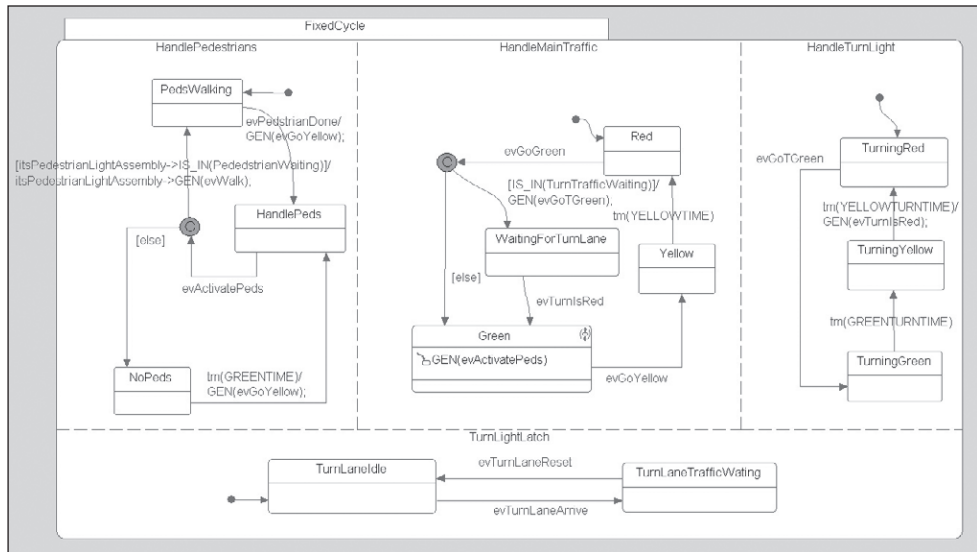 FixedCycle
HandlePedestrians
PedsWalking
evPedstrianDone/
GEN(evGoYellow);
[itsPedestrianLightAssembly->IS_IN(PededstrianWaiting)]/
itsPedestrianLightAssembly->GEN(evWalk);
HandlePeds
[else]
evActivatePeds
NoPeds
tm(GREENTIME)/
GEN(evGoYellow);
HandleMainTraffic
Red
evGoGreen
[IS_IN(TurnTrafficWaiting)]/
GEN(evGoTGreen);
tm(YELLOWTIME)
WaitingForTurnLane
Yellow
[else]
evTurnIsRed
Green
GEN(evActivatePeds)
evGoYellow
HandleTurnLight
evGoTGreen
TurningRed
tm(YELLOWTURNTIME)/
GEN(evTurnIsRed);
TurningYellow
tm(GREENTURNTIME)
TurningGreen
TurnLightLatch
TurnLaneIdle
evTurnLaneReset
TurnLaneTrafficWating
evTurnLaneArrive